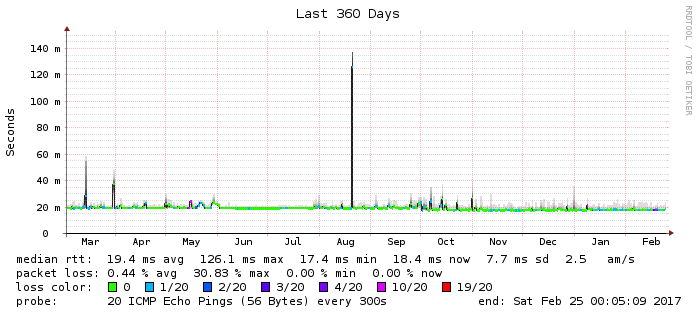 Last 360 Days
RRDTOOL / TOBI OETIKER
Seconds
140 m
120 m
100 m
80 m
60 m
40 m
20 m
0
Mar Apr May Jun Jul Aug Sep Oct Nov Dec Jan Feb
median rtt: 19.4 ms avg 126.1 ms max 17.4 ms min 18.4 ms now 7.7 ms sd 2.5 am/s
packet loss: 0.44 % avg 30.83 % max 0.00 % min 0.00 % now
loss color: 0 1/20 2/20 3/20 4/20 10/20 19/20
probe: 20 ICMP Echo Pings (56 Bytes) every 300s end: Sat Feb 25 00:05:09 2017